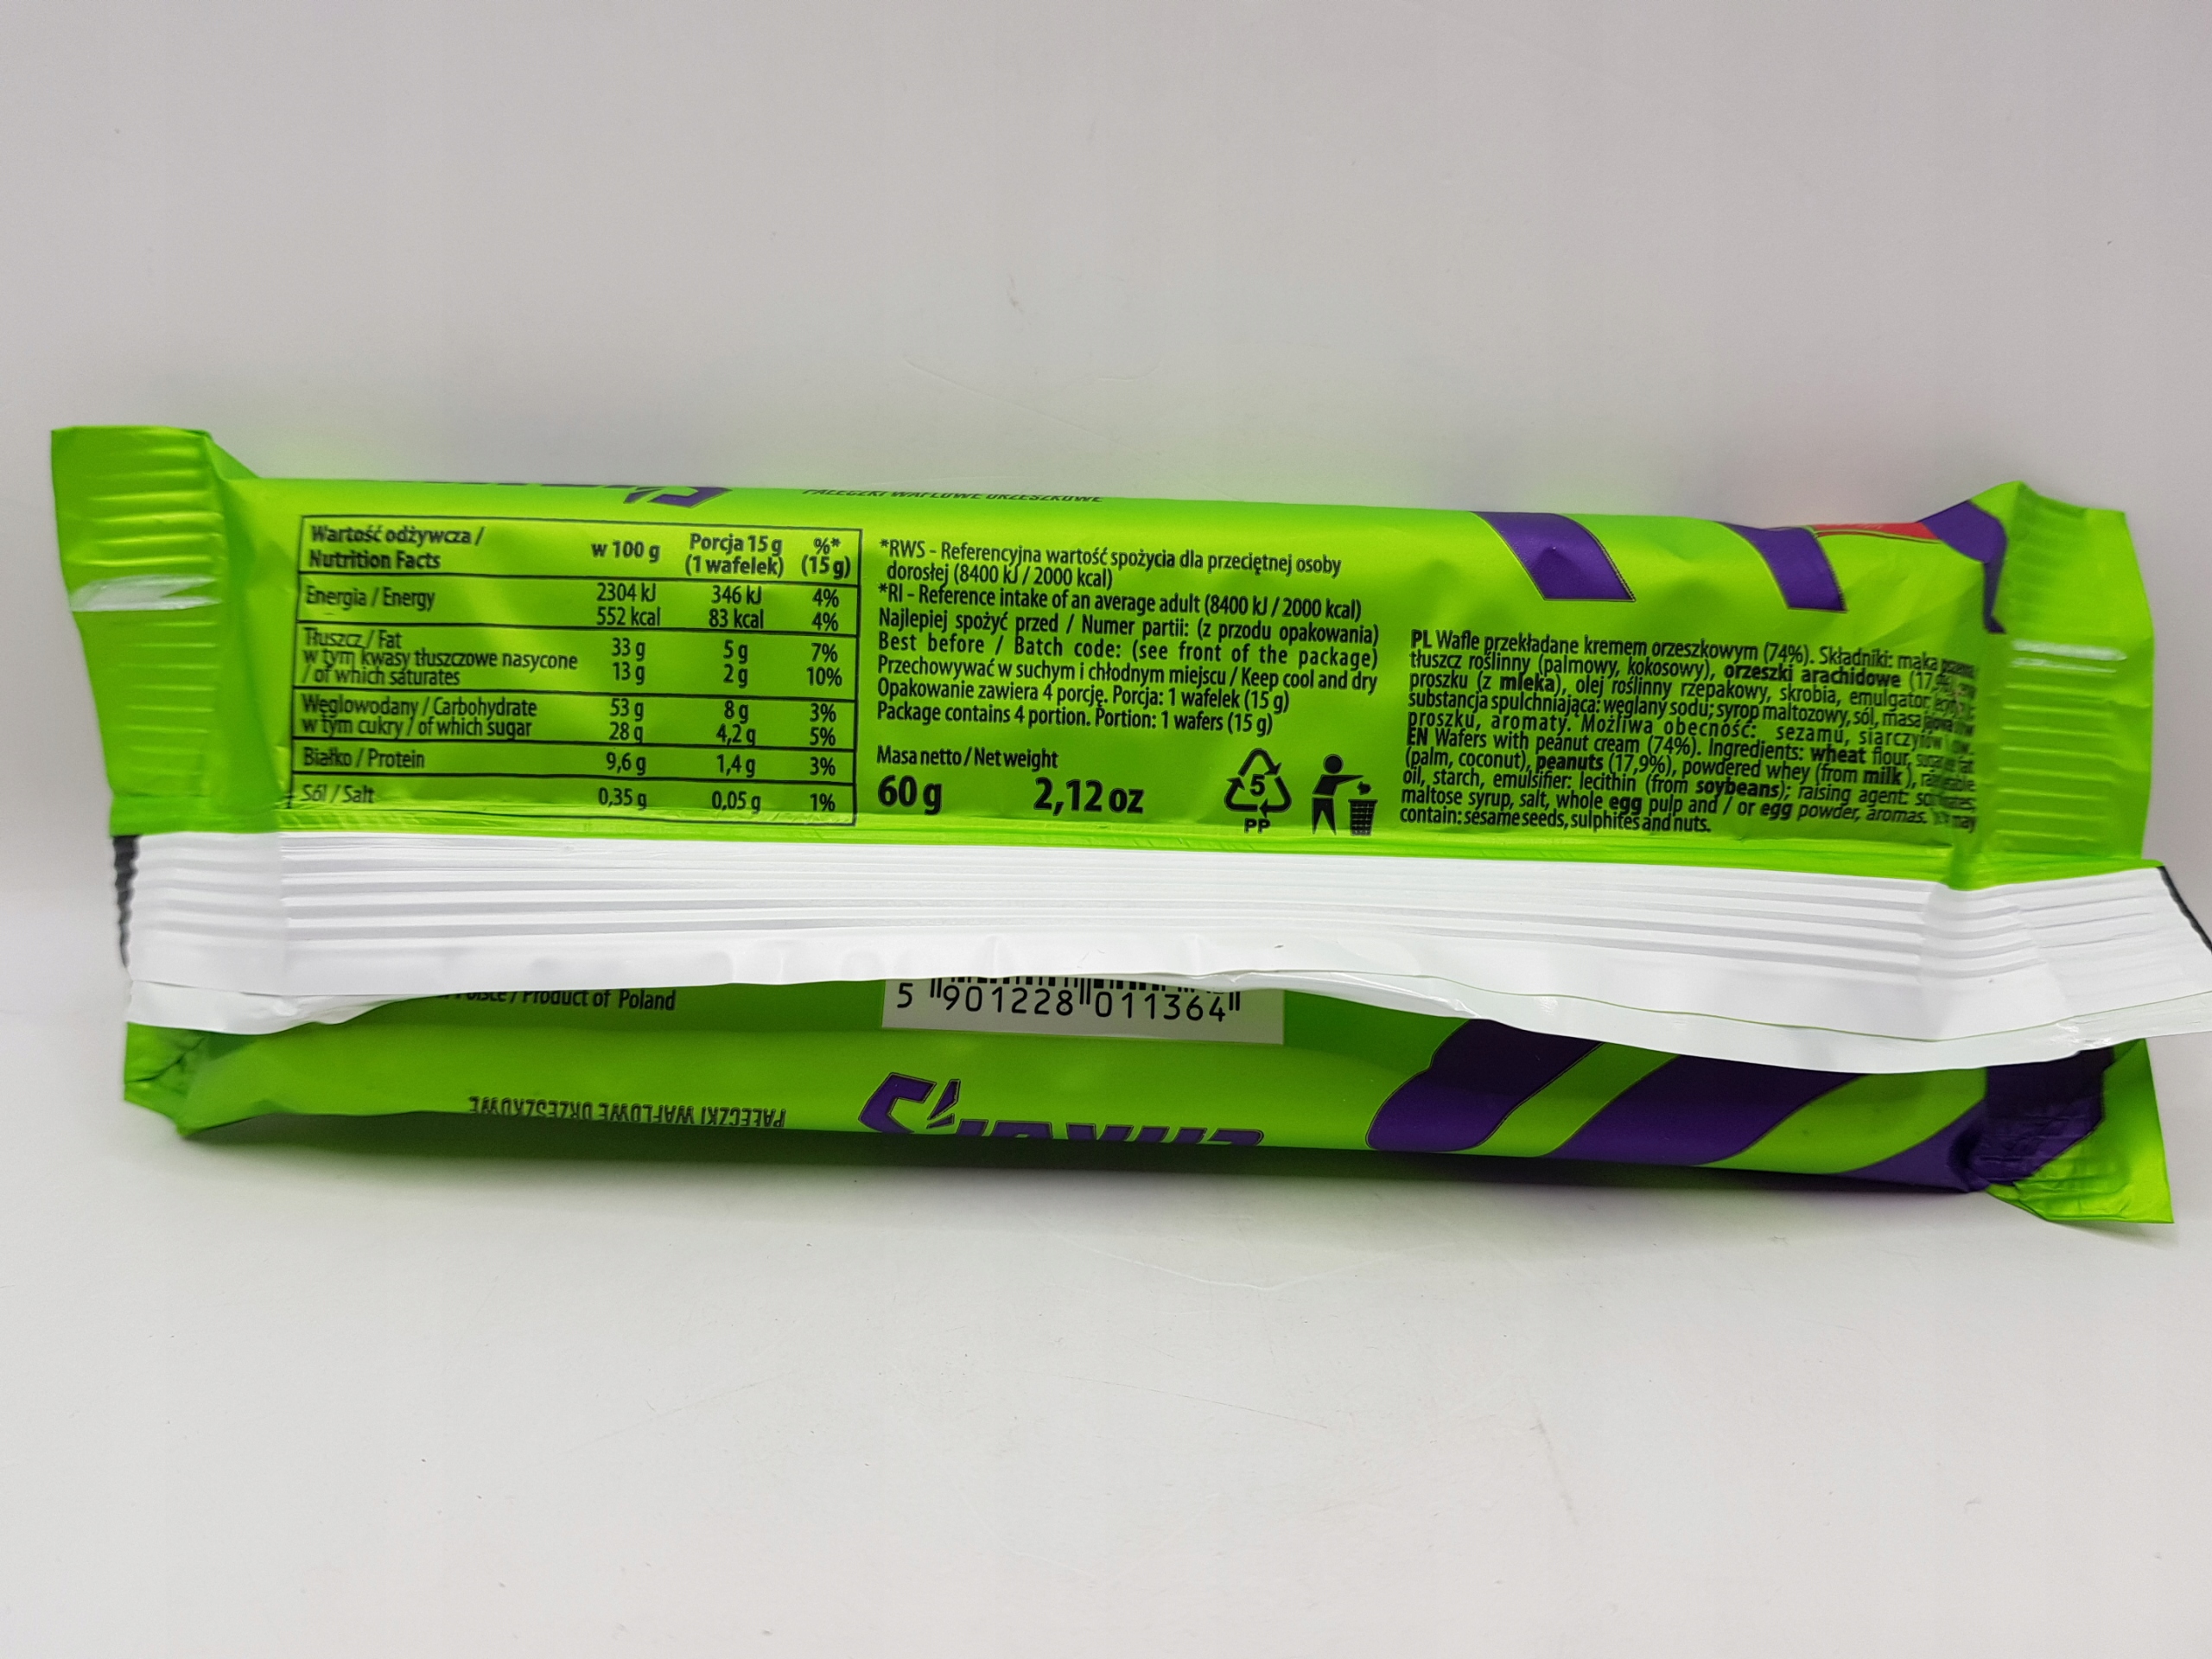 PAŁECZKI WAFLOWE ORZESZKOWE
Wartość odżywcza /
Nutrition Facts
w 100 g
Porcja 15 g
(1 wafelek)
%*
(15 g)
Energia / Energy
2304 kJ 346 kJ 4%
552 kcal 83 kcal 4%
Tłuszcz / Fat 33 g 5 g 7%
w tym kwasy tłuszczowe nasycone
/ of which saturates 13 g 2 g 10%
Węglowodany / Carbohydrate 53 g 8 g 3%
w tym cukry / of which sugar 28 g 4,2 g 5%
Białko / Protein 9,6 g 1,4 g 3%
Sól / Salt 0,35 g 0,05 g 1%
*RWS - Referencyjna wartość spożycia dla przeciętnej osoby
dorosłej (8400 kJ / 2000 kcal)
*RI - Reference intake of an average adult (8400 kJ / 2000 kcal)
Najlepiej spożyć przed / Numer partii: (z przodu opakowania)
Best before / Batch code: (see front of the package)
Przechowywać w suchym i chłodnym miejscu / Keep cool and dry
Opakowanie zawiera 4 porcję. Porcja: 1 wafelek (15 g)
Package contains 4 portion. Portion: 1 wafers (15 g)
Masa netto / Net weight
60 g 2,12 oz
5
PP
PL Wafle przekładane kremem orzeszkowym (74%). Składniki: mąka
tłuszcz roślinny (palmowy, kokosowy), orzeszki arachidowe (17,
proszku (z mleka), olej roślinny rzepakowy, skrobia, emulgator:
substancja spulchniająca: węglany sodu; syrop maltozowy, sól, masa
proszku, aromaty. Możliwa obecność: sezamu,
EN Wafers with peanut cream (74%). Ingredients: wheat flour,
(palm, coconut), peanuts (17,9%), powdered whey (from milk),
oil, starch, emulsifier: lecithin (from soybeans); raising agent:
maltose syrup, salt, whole egg pulp and / or egg powder, aromas. may
contain: sesame seeds, sulphites and nuts.
/ Product of Poland
5 901228 011364
PAŁECZKI WAFLOWE ORZESZKOWE